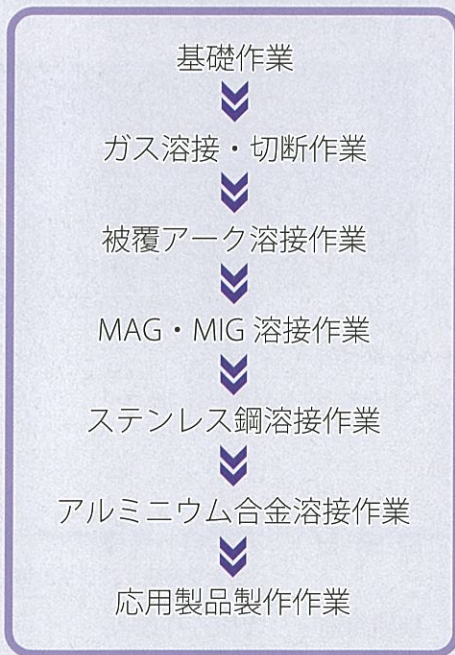 基礎作業
ガス溶接・切断作業
被覆アーク溶接作業
MAG・MIG 溶接作業
ステンレス鋼溶接作業
アルミニウム合金溶接作業
応用製品製作作業